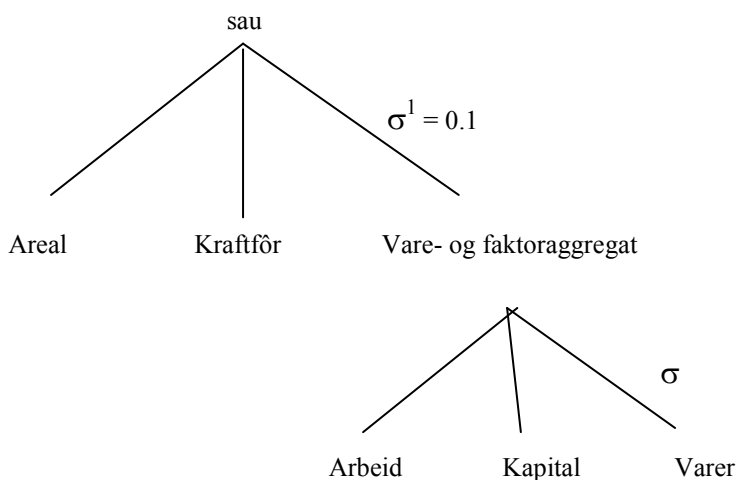 sau
σ¹ = 0.1
Areal Kraftfôr Vare- og faktoraggregat
σ
Arbeid Kapital Varer